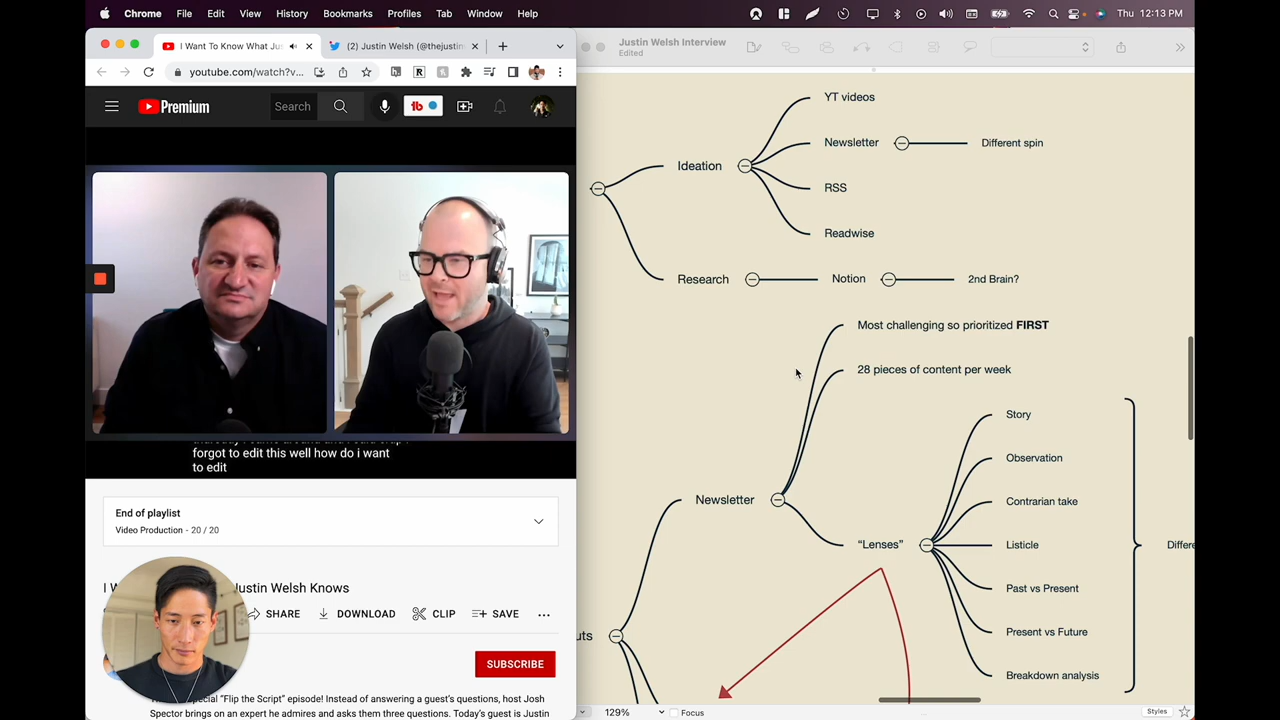 Chrome File Edit View History Bookmarks Profiles Tab Window Help
Thu 12:13 PM
I Want To Know What Jus
(2) Justin Welsh (@thejustin
youtube.com/watch?v...
Premium
Search
1b
End of playlist
Video Production - 20 / 20
forgot to edit this well how do i want
to edit
I W
Justin Welsh Knows
SHARE
DOWNLOAD
CLIP
SAVE
SUBSCRIBE
special “Flip the Script” episode! Instead of answering a guest's questions, host Josh
Spector brings on an expert he admires and asks them three questions. Today's guest is Justin
Justin Welsh Interview
Edited
YT videos
Ideation
Newsletter
Different spin
RSS
Readwise
Research
Notion
2nd Brain?
Most challenging so prioritized FIRST
28 pieces of content per week
Story
Observation
Newsletter
Contrarian take
“Lenses”
Listicle
Differe
Past vs Present
Present vs Future
Breakdown analysis
uts
129%
Focus
Styles